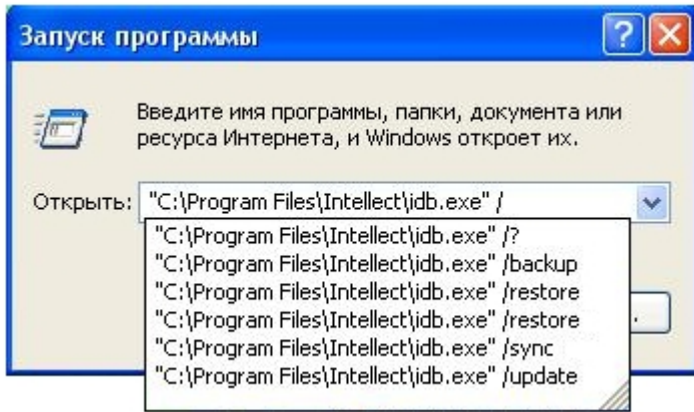 Запуск программы
Введите имя программы, папки, документа или
ресурса Интернета, и Windows откроет их.
Открыть: "C:\Program Files\Intellect\idb.exe" /
"C:\Program Files\Intellect\idb.exe" /?
"C:\Program Files\Intellect\idb.exe" /backup
"C:\Program Files\Intellect\idb.exe" /restore
"C:\Program Files\Intellect\idb.exe" /restore
"C:\Program Files\Intellect\idb.exe" /sync
"C:\Program Files\Intellect\idb.exe" /update